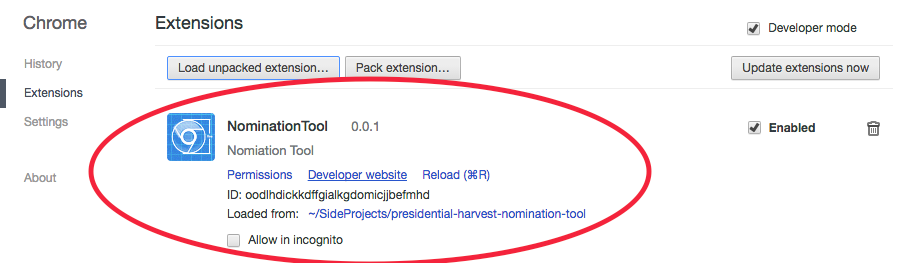 Chrome
Extensions
Developer mode
History
Extensions
Settings
About
Load unpacked extension...
Pack extension...
Update extensions now
NominationTool 0.0.1
Enabled
Nomiation Tool
Permissions Developer website Reload (⌘R)
ID: oodlhdickkdffgialkgdomicjjbefmhd
Loaded from: ~/SideProjects/presidential-harvest-nomination-tool
Allow in incognito